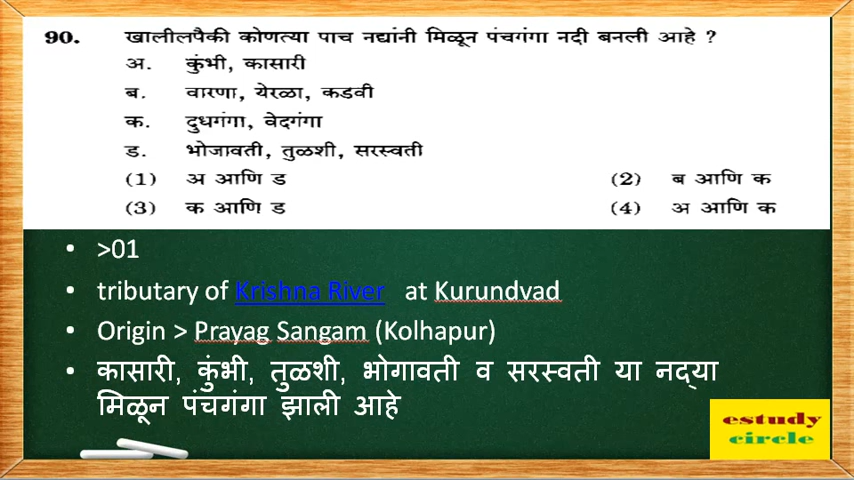 90. खालीलपैकी कोणत्या पाच नद्यांनी मिळून पंचगंगा नदी बनली आहे ?
अ. कुंभी, कासारी
ब. वारणा, येरळा, कडवी
क. दुधगंगा, वेदगंगा
ड. भोजावती, तुळशी, सरस्वती
(1) अ आणि ड (2) ब आणि क
(3) क आणि ड (4) अ आणि क
• >01
• tributary of Krishna River at Kurundvad
• Origin > Prayag Sangam (Kolhapur)
• कासारी, कुंभी, तुळशी, भोगावती व सरस्वती या नद्‌या
मिळून पंचगंगा झाली आहे
estudy
circle